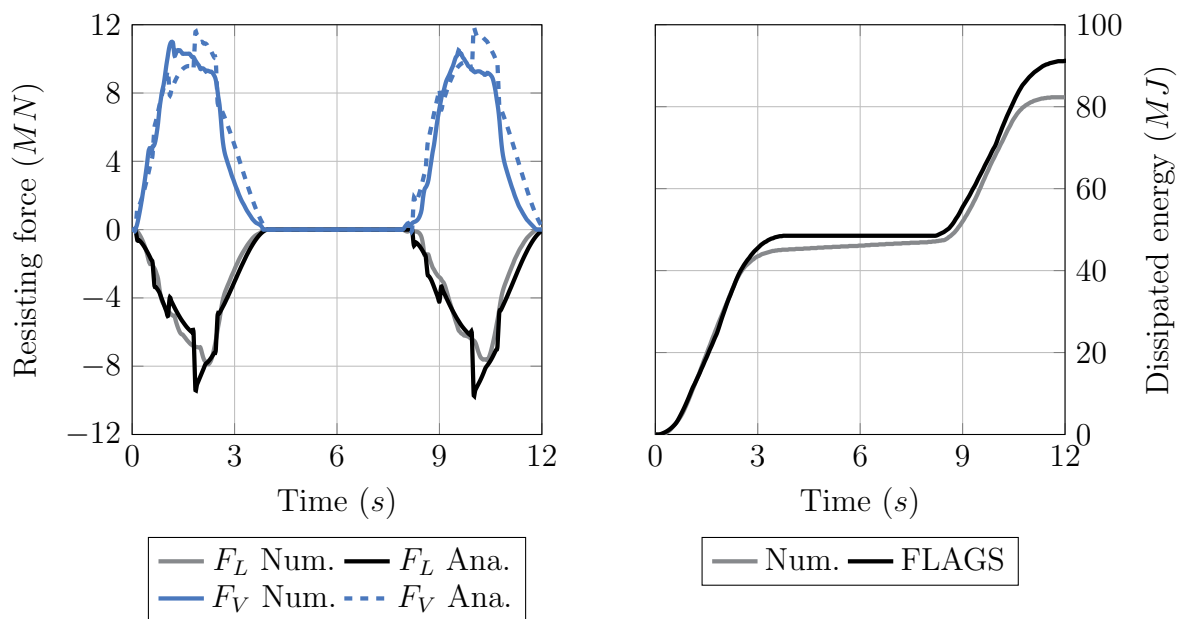 12
8
4
0
−4
−8
−12
0
3
6
9
12
Resisting force (MN)
Time (s)
F_L Num.
F_L Ana.
F_V Num.
F_V Ana.
100
80
60
40
20
0
0
3
6
9
12
Dissipated energy (MJ)
Time (s)
Num.
FLAGS